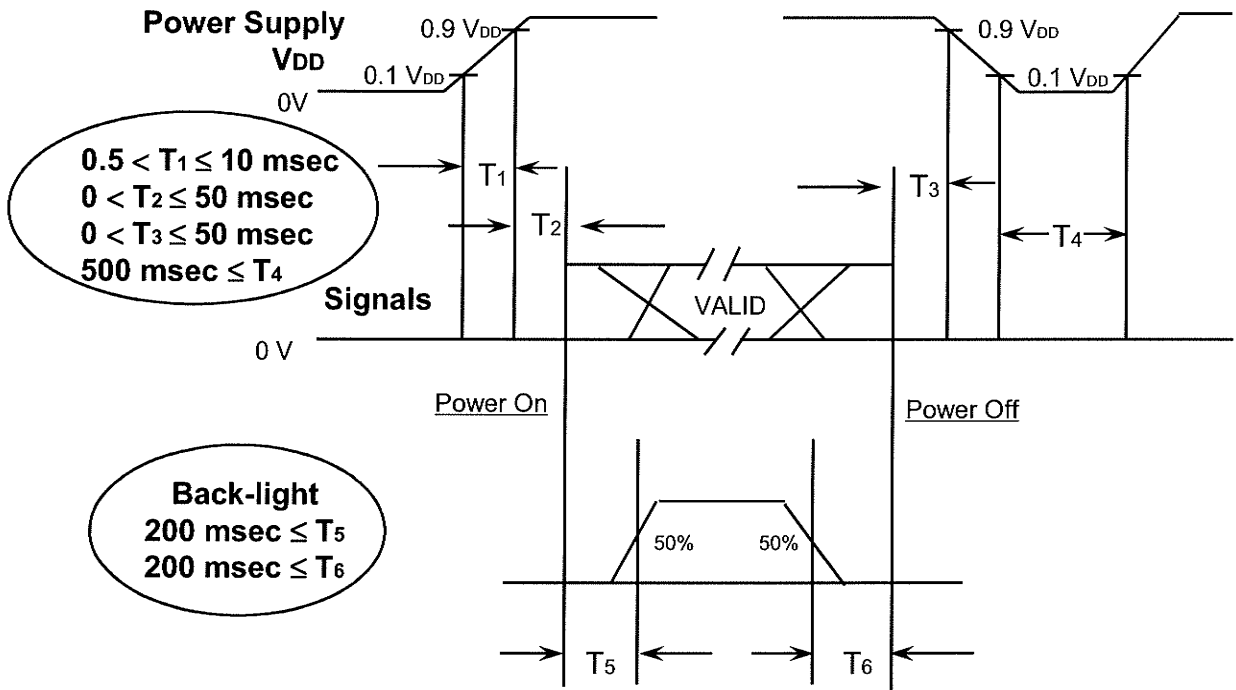 Power Supply
VDD
0.9 VDD
0.9 VDD
0.1 VDD
0.1 VDD
0V
0.5 < T1 ≤ 10 msec
0 < T2 ≤ 50 msec
0 < T3 ≤ 50 msec
500 msec ≤ T4
T1
T2
T3
T4
Signals
VALID
0 V
Power On
Power Off
Back-light
200 msec ≤ T5
200 msec ≤ T6
50%
50%
T5
T6